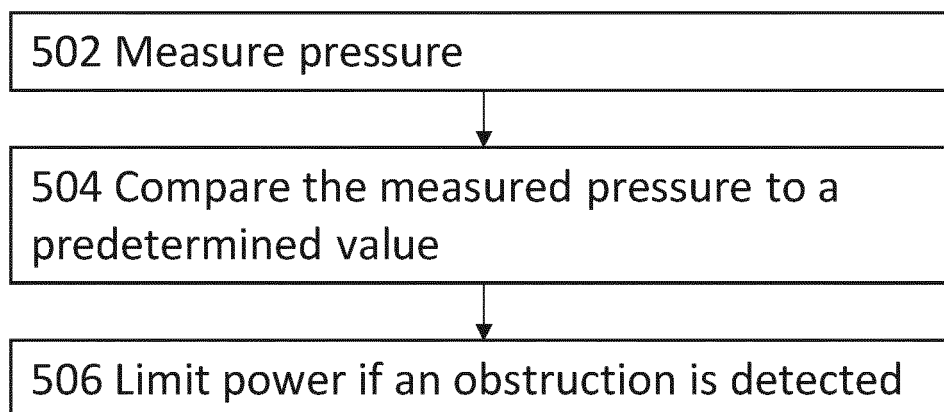 502 Measure pressure
504 Compare the measured pressure to a
predetermined value
506 Limit power if an obstruction is detected